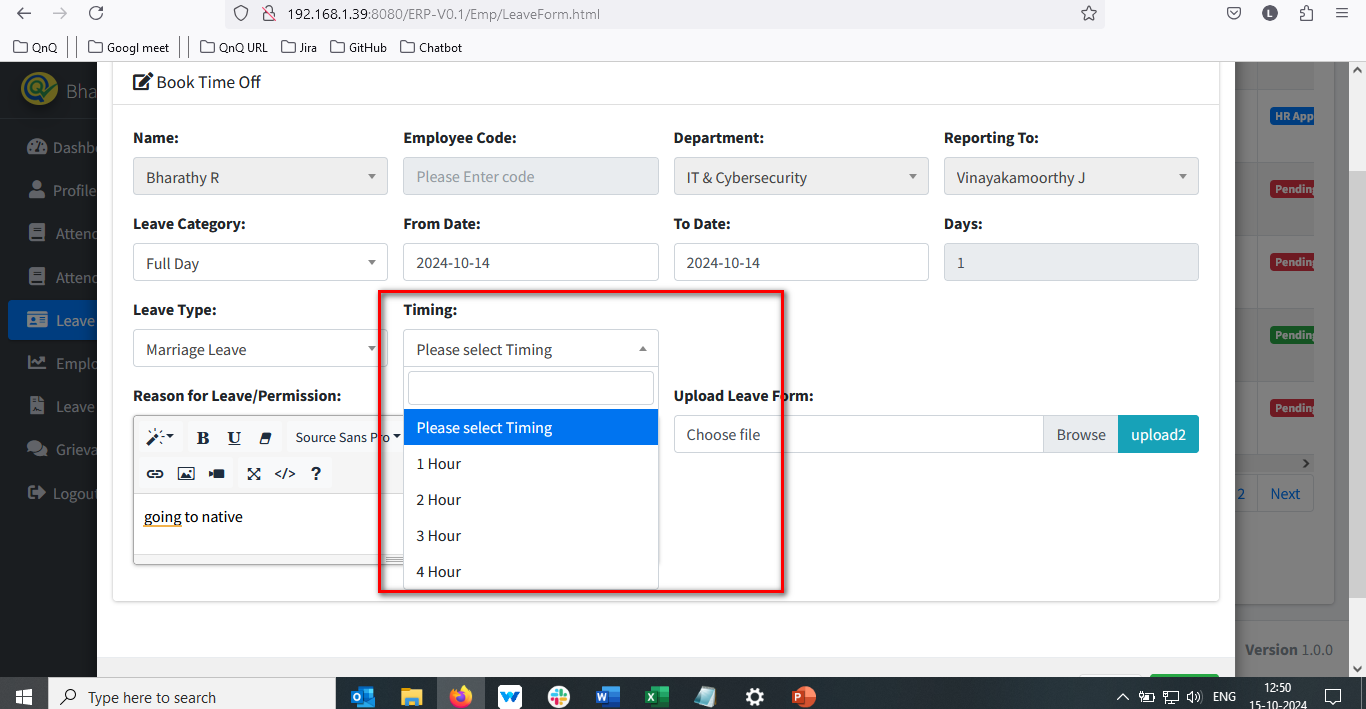 192.168.1.39:8080/ERP-V0.1/Emp/LeaveForm.html
L
QnQ Googl meet QnQ URL Jira GitHub Chatbot
Bha
Book Time Off
HR App
Dashb
Profile
Attend
Attend
Leave
Emplo
Leave
Grieva
Logout
Name: Employee Code: Department: Reporting To:
Bharathy R Please Enter code IT & Cybersecurity Vinayakamoorthy J
Leave Category: From Date: To Date: Days:
Full Day 2024-10-14 2024-10-14 1
Leave Type: Timing:
Marriage Leave Please select Timing
Reason for Leave/Permission: Upload Leave Form:
B U Source Sans Pro
</> ?
going to native
Please select Timing
1 Hour
2 Hour
3 Hour
4 Hour
Choose file Browse upload2
Pending
Pending
Pending
Pending
2 Next
Version 1.0.0
Type here to search
ENG
12:50
15-10-2024